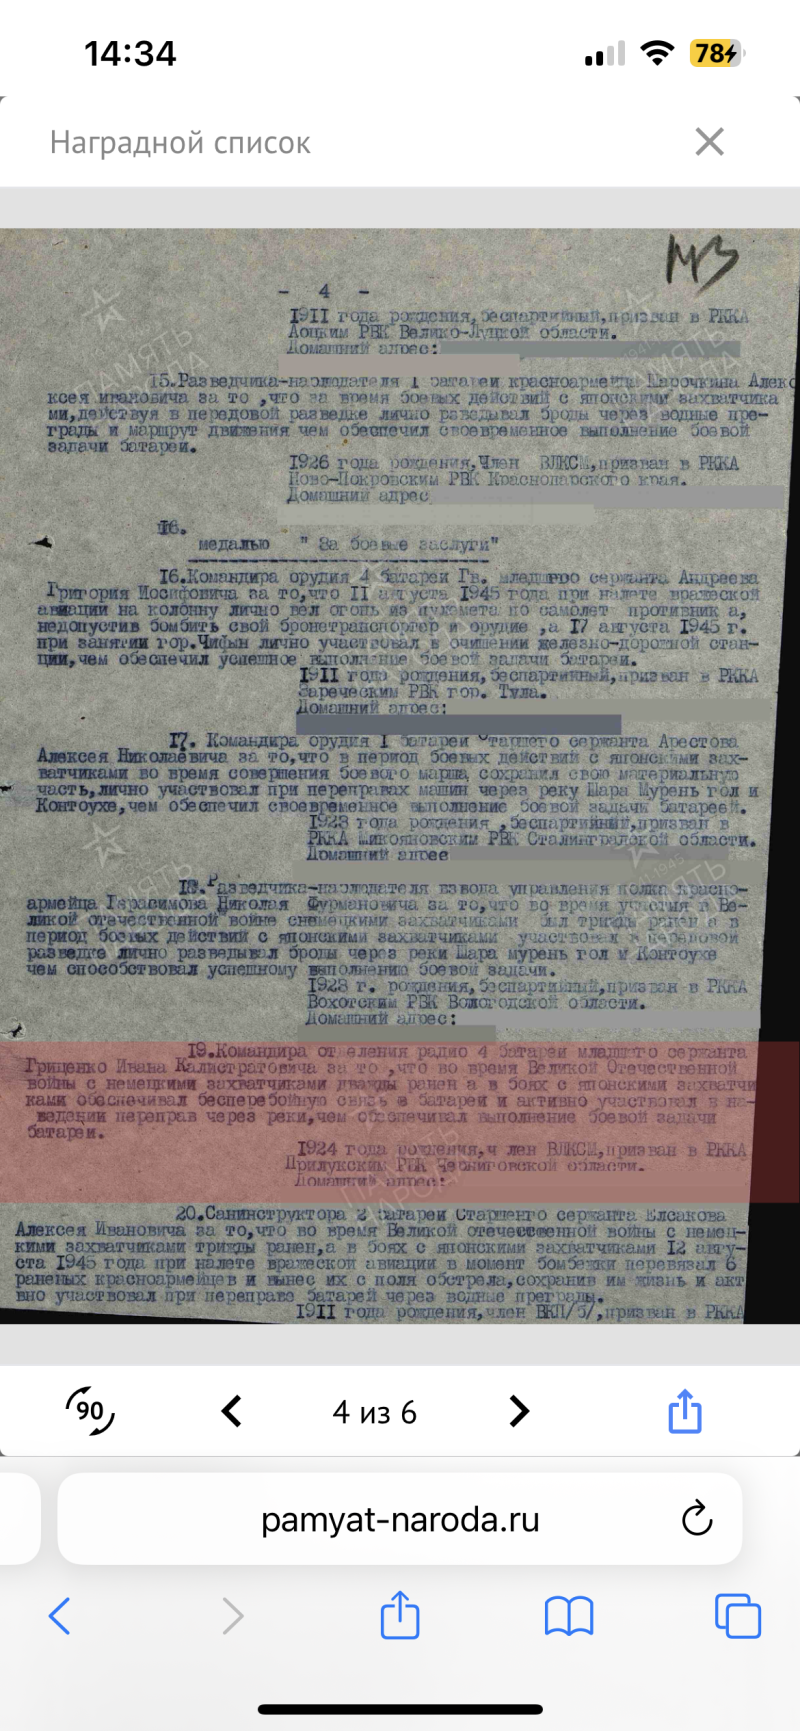 14:34
78
Наградной список
МЗ
- 4 -
1911 года рождения,беспартийный,призван в РККА
Лоцким РВК Велико-Луцкой области.
Домашний адрес:
15.Разведчика-наблюдателя 1 батареи красноармейца Алекс
ксея ивановича за то ,что за время боевых действий с японскими захватчика
ми,действуя в передовой разведке лично разведывал броды через водные пре-
грады и маршрут движения чем обеспечил своевременное выполнение боевой
задачи батареи.
1926 года рождения,Член ВЛКСМ,призван в РККА
Ново-Покровским РВК Краснодарского края.
Домашний адрес
16.
медалью " За боевые заслуги"
16.Командира орудия 4 батареи Гв. младшего сержанта Андреева
Григория Иосифовича за то,что 11 августа 1945 года при налете вражеской
авиации на колонну лично вел огонь из пулемета по самолет противник а,
недопустив бомбить свой бронетранспортер и орудие ,а 17 августа 1945 г.
при занятии гор.Чифын лично участвовал в очищении железно-дорожной стан-
ции,чем обеспечил успешное выполнение боевой задачи батареи.
1911 года рождения,беспартийный,призван в РККА
Зареческим РВК гор. Тула.
Домашний адрес:
17. Командира орудия 1 батареи Старшего сержанта Арестова
Алексея Николаевича за то,что в период боевых действий с японскими зах-
ватчиками во время совершения боевого марша, сохранил свою материальную
часть,лично участвовал при переправах машин через реку Шара Мурень гол и
Контоухе,чем обеспечил своевременное выполнение боевой задачи батареей.
1923 года рождения ,беспартийный,призван в
РККА Микояновским РВК Сталинградской области.
Домашний адрес
18.Разведчика-наблюдателя взвода управления полка красно-
армейца Герасимова Николая Фурмановича за то,что во время участия в Ве-
ликой отечественной войне снемецкими захватчиками был трижды ранен а в
период боевых действий с японскими захватчиками участвовал в передовой
разведке лично разведывал броды через реки Шара мурень гол и Контоухе
чем способствовал успешному выполнению боевой задачи.
1923 г. рождения,беспартийный,призван в РККА
Вохотским РВК Вологодской области.
Домашний адрес:
19.Командира от еления радио 4 батареи младшего сержанта
Гриценко Ивана Калистратовича за то ,что во время Великой Отечественной
войны с немецкими захватчиками дважды ранен а в боях с японскими захватчи
ками обеспечивал бесперебойную связь в батареи и активно участвовал в на-
ведении переправ через реки,чем обеспечивал выполнение боевой задачи
батареи.
1924 года рождения,ч лен ВЛКСМ,призван в РККА
Прилукским РВК Черниговской области.
Домашний адрес:
20.Санинструктора 3 батареи Старшего сержанта Елсакова
Алексея Ивановича за то,что во время Великой отечественной войны с немец-
кими захватчиками трижды ранен,а в боях с японскими захватчиками 12 авгу-
ста 1945 года при налете вражеской авиации в момент бомбежки перевязал 6
раненых красноармейцев и вынес их с поля обстрела,сохранив им жизнь и акт
вно участвовал при переправе батарей через водные преграды.
1911 года рождения,член ВКП/б/,призван в РККА
90
4 из 6
pamyat-naroda.ru